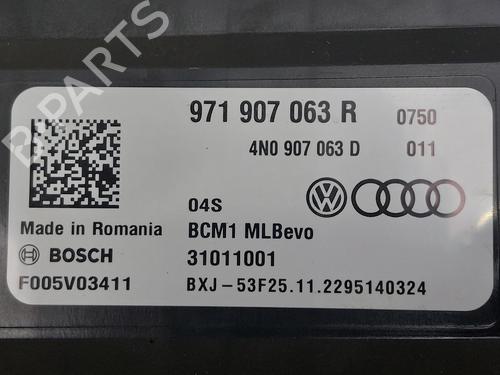 B-PARTS
971 907 063 R 0750
4N0 907 063 D 011
04S
Made in Romania BCM1 MLBevo
BOSCH 31011001
F005V03411 BXJ-53F25.11.2295140324